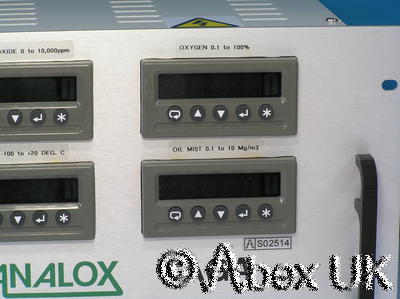 OXIDE 0 to 10,000ppm
OXYGEN 0.1 to 100%
-100 to +20 DEG. C
OIL MIST 0.1 to 10 Mg/m3
A S02514
ANALOX
©Abex UK